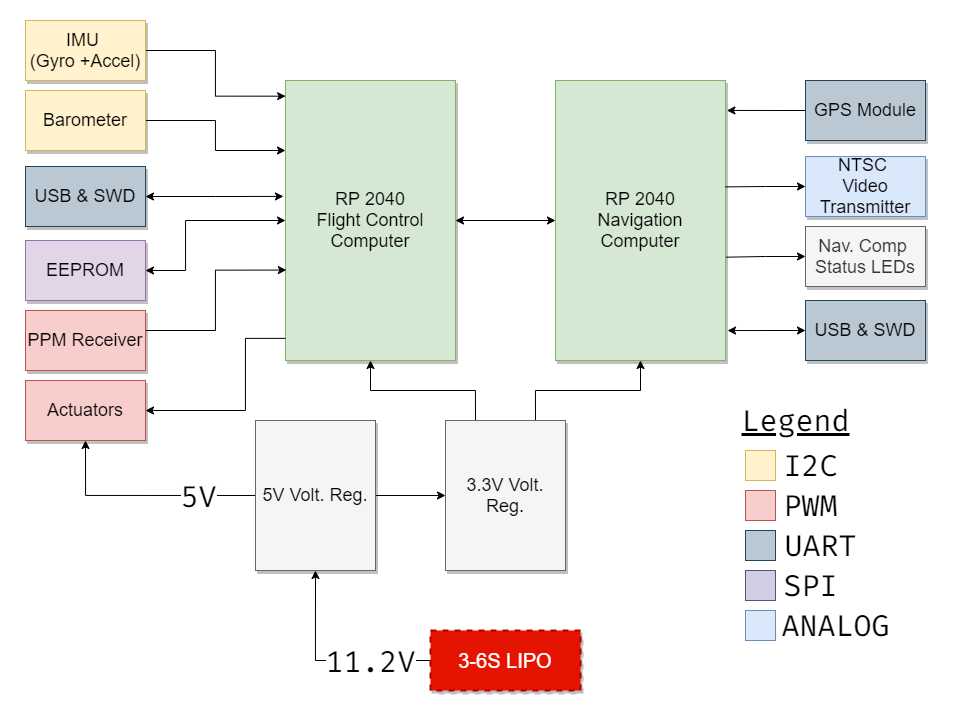 IMU
(Gyro +Accel)
Barometer
USB & SWD
EEPROM
PPM Receiver
Actuators
RP 2040
Flight Control
Computer
RP 2040
Navigation
Computer
GPS Module
NTSC
Video
Transmitter
Nav. Comp
Status LEDs
USB & SWD
5V
5V Volt. Reg.
3.3V Volt.
Reg.
11.2V
3-6S LIPO
Legend
I2C
PWM
UART
SPI
ANALOG